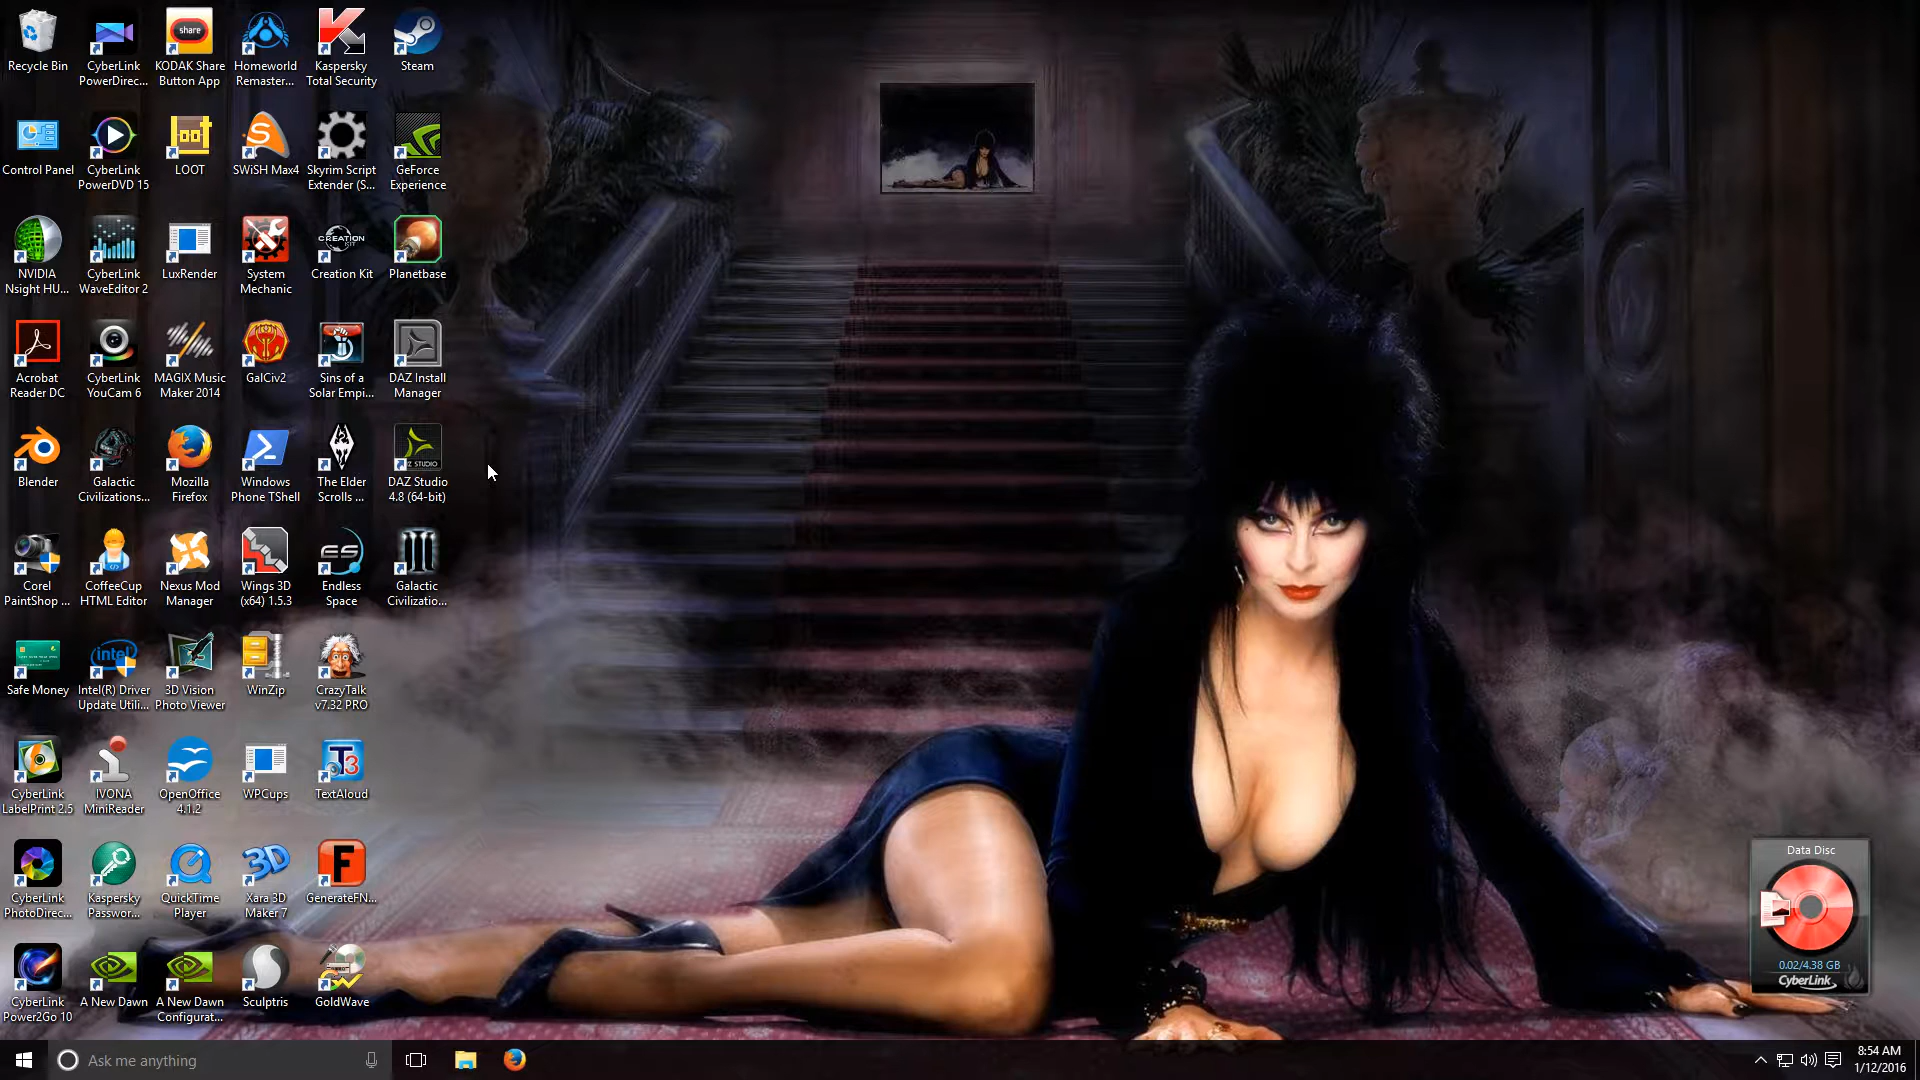 Recycle Bin
CyberLink
PowerDirec...
KODAK Share
Button App
Homeworld
Remaster...
Kaspersky
Total Security
Steam
share
Control Panel
CyberLink
PowerDVD 15
LOOT
SWiSH Max4
Skyrim Script
Extender (S...
GeForce
Experience
NVIDIA
Nsight HU...
CyberLink
WaveEditor 2
LuxRender
System
Mechanic
CREATION
KIT
Creation Kit
Planetbase
Acrobat
Reader DC
CyberLink
YouCam 6
MAGIX Music
Maker 2014
GalCiv2
Sins of a
Solar Empi...
DAZ Install
Manager
Blender
Galactic
Civilizations...
Mozilla
Firefox
Windows
Phone TShell
The Elder
Scrolls ...
DAZ Studio
4.8 (64-bit)
Corel
PaintShop ...
CoffeeCup
HTML Editor
Nexus Mod
Manager
Wings 3D
(x64) 1.5.3
ES
Endless
Space
Galactic
Civilizatio...
Safe Money
intel
Intel(R) Driver
Update Utili...
3D Vision
Photo Viewer
WinZip
CrazyTalk
v7.32 PRO
CyberLink
LabelPrint 2.5
IVONA
MiniReader
OpenOffice
4.1.2
WPCups
T3
TextAloud
CyberLink
PhotoDirec...
Kaspersky
Passwor...
QuickTime
Player
3D
Xara 3D
Maker 7
F
GenerateFN...
CyberLink
Power2Go 10
A New Dawn
A New Dawn
Configurat...
Sculptris
GoldWave
Data Disc
0.02/4.38 GB
CyberLink
Ask me anything
8:54 AM
1/12/2016